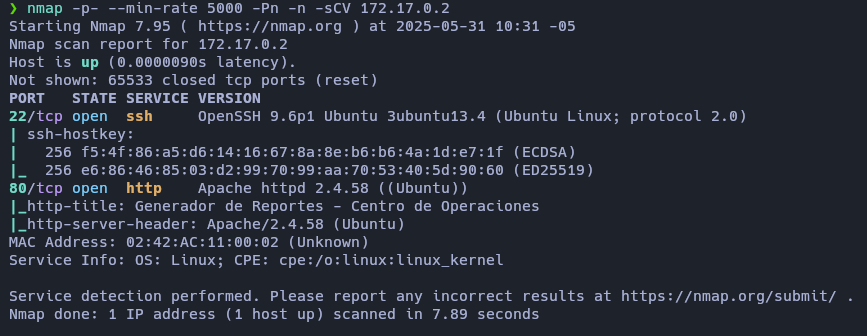 ❯ nmap -p- --min-rate 5000 -Pn -n -sCV 172.17.0.2
Starting Nmap 7.95 ( https://nmap.org ) at 2025-05-31 10:31 -05
Nmap scan report for 172.17.0.2
Host is up (0.0000090s latency).
Not shown: 65533 closed tcp ports (reset)
PORT   STATE SERVICE VERSION
22/tcp open  ssh     OpenSSH 9.6p1 Ubuntu 3ubuntu13.4 (Ubuntu Linux; protocol 2.0)
| ssh-hostkey:
|   256 f5:4f:86:a5:d6:14:16:67:8a:8e:b6:b6:4a:1d:e7:1f (ECDSA)
|_  256 e6:86:46:85:03:d2:99:70:99:aa:70:53:40:5d:90:60 (ED25519)
80/tcp open  http    Apache httpd 2.4.58 ((Ubuntu))
|_http-title: Generador de Reportes - Centro de Operaciones
|_http-server-header: Apache/2.4.58 (Ubuntu)
MAC Address: 02:42:AC:11:00:02 (Unknown)
Service Info: OS: Linux; CPE: cpe:/o:linux:linux_kernel

Service detection performed. Please report any incorrect results at https://nmap.org/submit/ .
Nmap done: 1 IP address (1 host up) scanned in 7.89 seconds